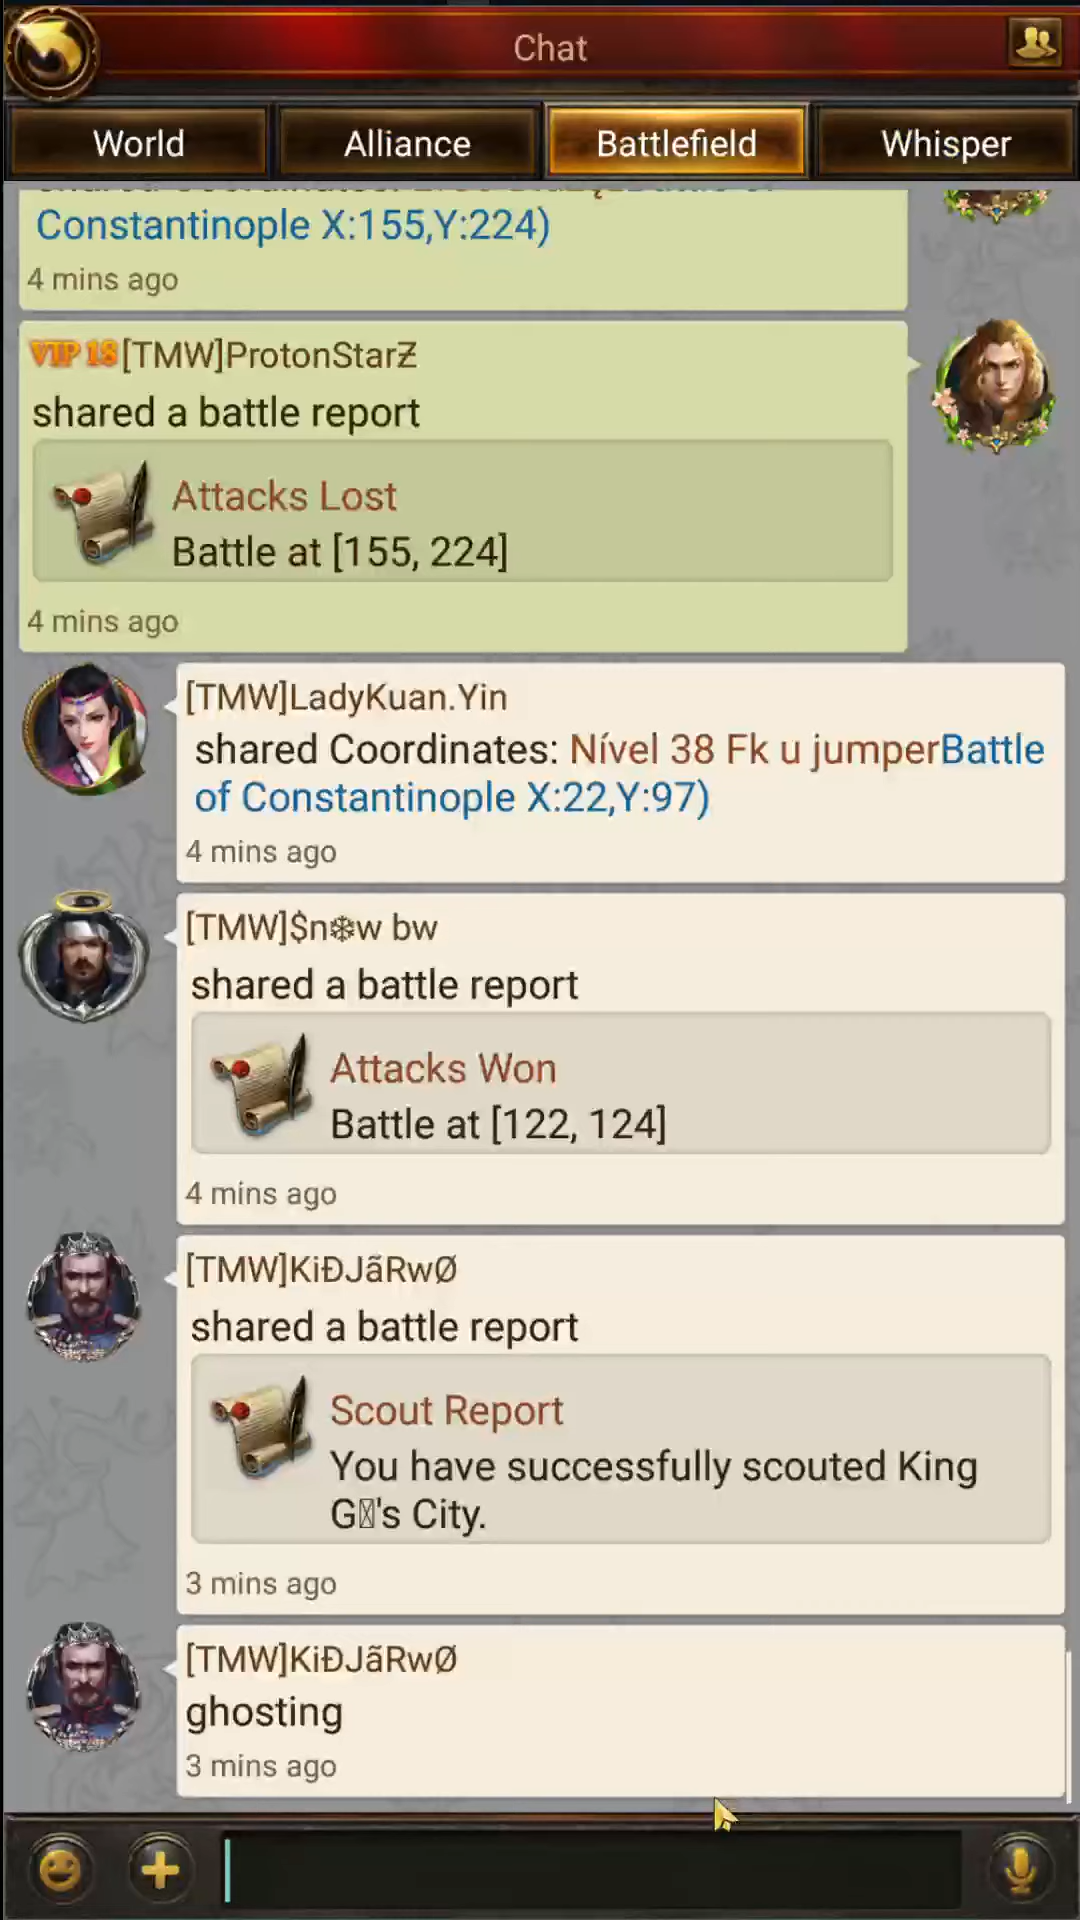 Chat
World
Alliance
Battlefield
Whisper
Constantinople X:155,Y:224)
4 mins ago
VIP 18 [TMW]ProtonStarƵ
shared a battle report
Attacks Lost
Battle at [155, 224]
4 mins ago
[TMW]LadyKuan.Yin
shared Coordinates: Nível 38 Fk u jumperBattle
of Constantinople X:22,Y:97)
4 mins ago
[TMW]$n❄w bw
shared a battle report
Attacks Won
Battle at [122, 124]
4 mins ago
[TMW]KiĐJãRwØ
shared a battle report
Scout Report
You have successfully scouted King
G𛲜's City.
3 mins ago
[TMW]KiĐJãRwØ
ghosting
3 mins ago